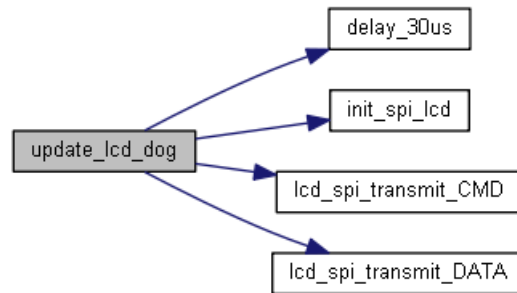 delay_30us
init_spi_lcd
update_lcd_dog
lcd_spi_transmit_CMD
lcd_spi_transmit_DATA